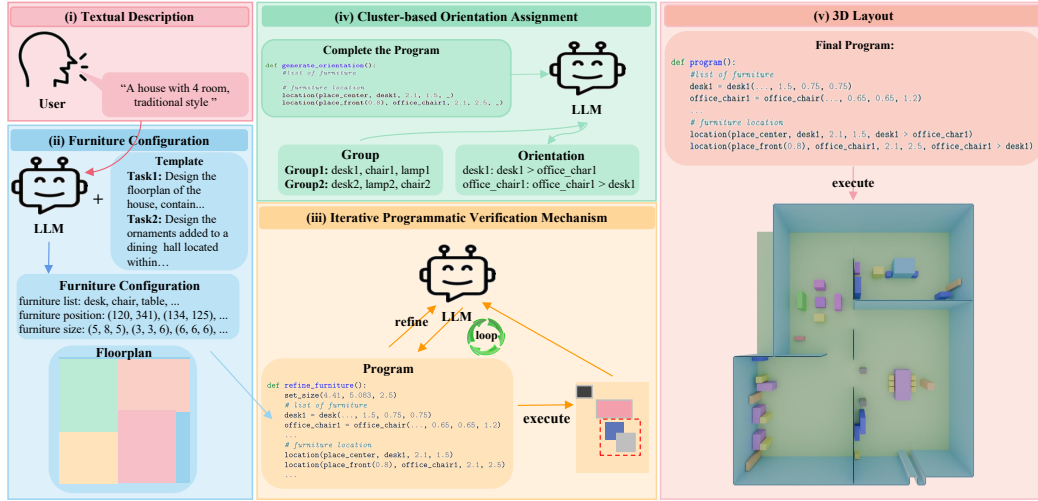 (i) Textual Description
User
“A house with 4 room,
traditional style ”
(ii) Furniture Configuration
LLM
+
Template
Task1: Design the
floorplan of the
house, contain...
Task2: Design the
ornaments added to a
dining hall located
within…
Furniture Configuration
furniture list: desk, chair, table, ...
furniture position: (120, 341), (134, 125), ...
furniture size: (5, 8, 5), (3, 3, 6), (6, 6, 6), ...
Floorplan
(iv) Cluster-based Orientation Assignment
Complete the Program
def generate_orientation():
#list of furniture
# furniture location
location(place_center, desk1, 2.1, 1.5, _)
location(place_front(0.8), office_chair1, 2.1, 2.5, _)
LLM
Group
Group1: desk1, chair1, lamp1
Group2: desk2, lamp2, chair2
Orientation
desk1: desk1 > office_char1
office_chair1: office_chair1 > desk1
(iii) Iterative Programmatic Verification Mechanism
LLM
refine
loop
Program
def refine_furniture():
set_size(4.41, 5.083, 2.5)
# list of furniture
desk1 = desk(..., 1.5, 0.75, 0.75)
office_chair1 = office_chair(..., 0.65, 0.65, 1.2)
...
# furniture location
location(place_center, desk1, 2.1, 1.5)
location(place_front(0.8), office_chair1, 2.1, 2.5)
...
execute
(v) 3D Layout
Final Program:
def program():
#list of furniture
desk1 = desk1(..., 1.5, 0.75, 0.75)
office_chair1 = office_chair(..., 0.65, 0.65, 1.2)
...
# furniture location
location(place_center, desk1, 2.1, 1.5, desk1 > office_char1)
location(place_front(0.8), office_chair1, 2.1, 2.5, office_chair1 > desk1)
execute